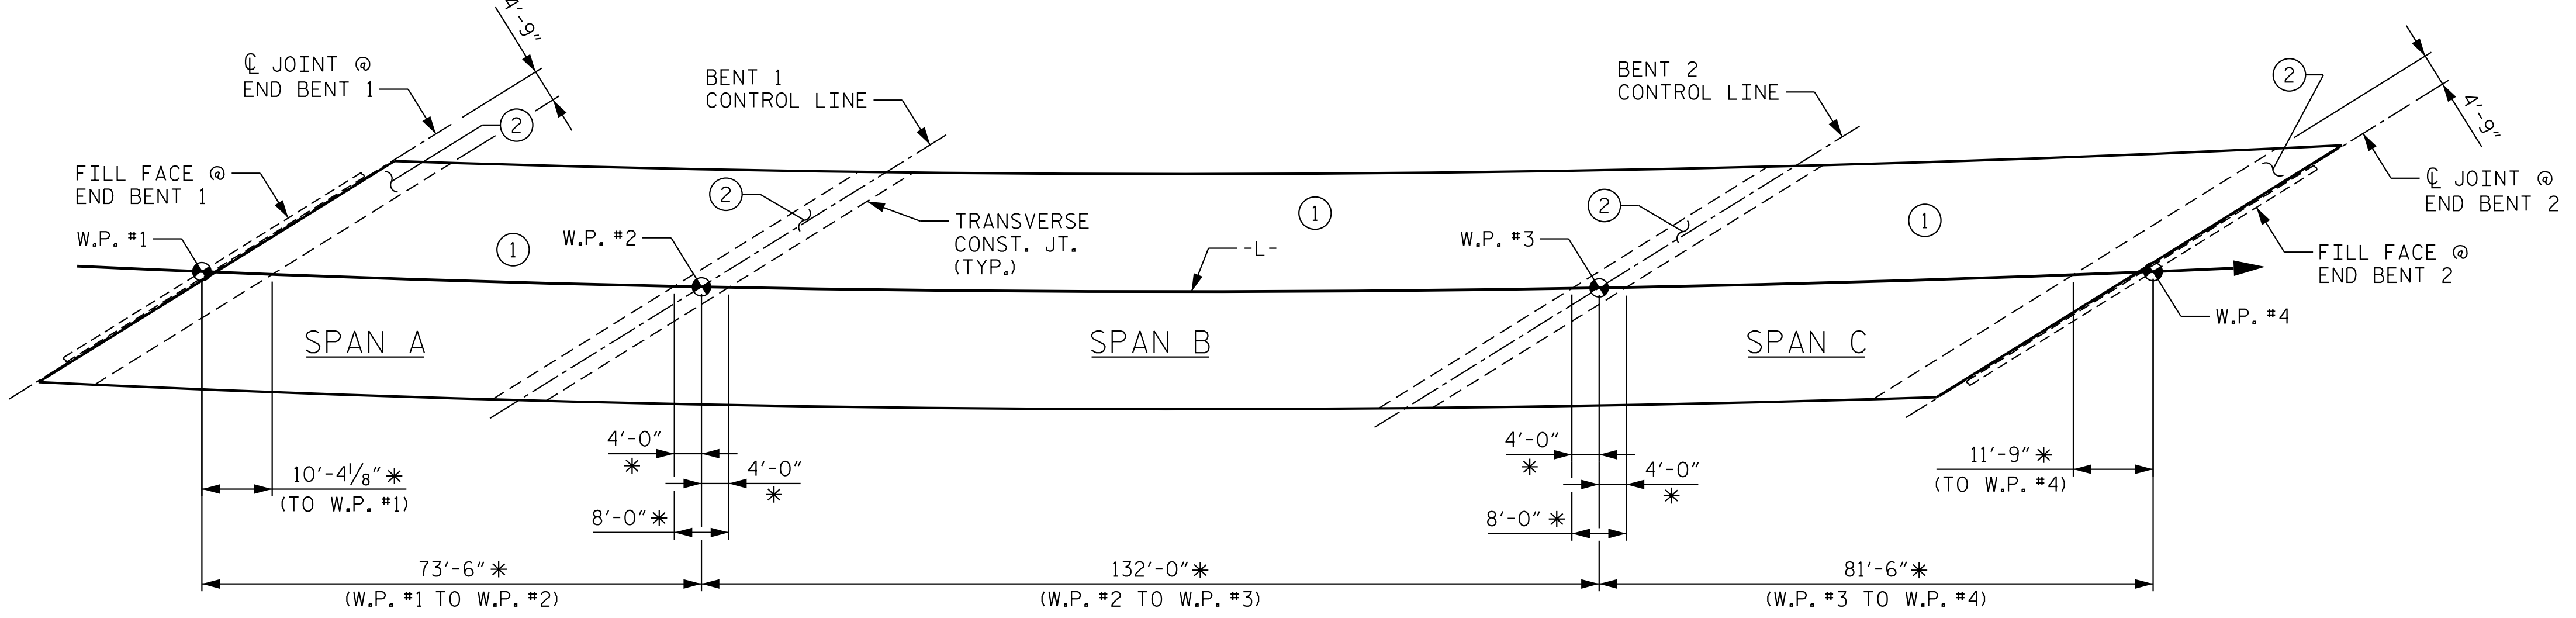 4'-9"
℄ JOINT @
END BENT 1
2
BENT 1
CONTROL LINE
BENT 2
CONTROL LINE
2
4'-9"
FILL FACE @
END BENT 1
W.P. #1
1
W.P. #2
2
TRANSVERSE
CONST. JT.
(TYP.)
-L-
1
W.P. #3
2
1
℄ JOINT @
END BENT 2
FILL FACE @
END BENT 2
W.P. #4
SPAN A
SPAN B
SPAN C
10'-4 1/8" *
(TO W.P. #1)
4'-0"
*
4'-0"
*
8'-0" *
4'-0"
*
4'-0"
*
8'-0" *
11'-9" *
(TO W.P. #4)
73'-6" *
(W.P. #1 TO W.P. #2)
132'-0" *
(W.P. #2 TO W.P. #3)
81'-6" *
(W.P. #3 TO W.P. #4)